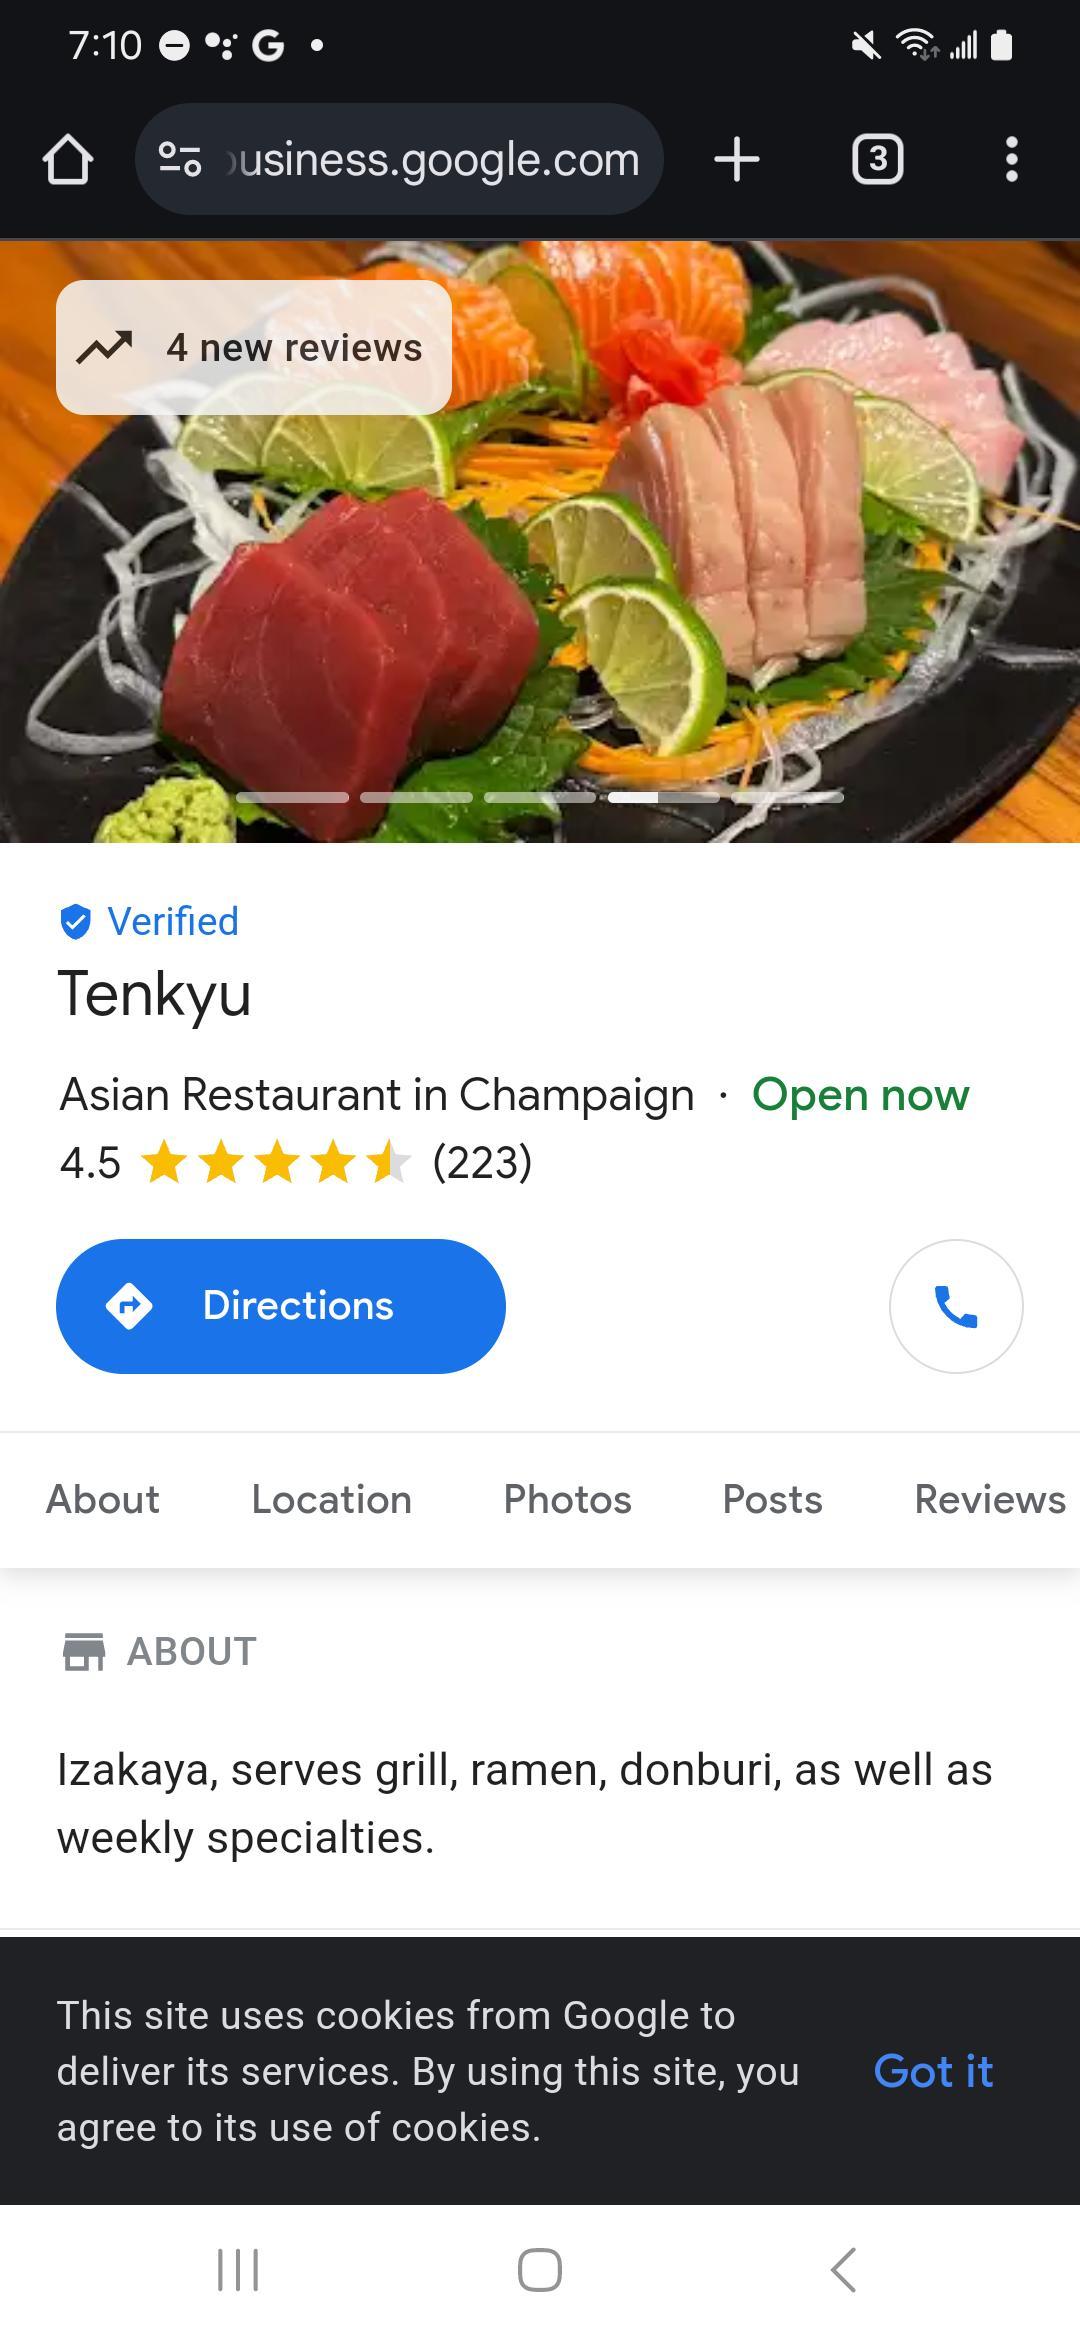 7:10
business.google.com
3
4 new reviews
Verified
Tenkyu
Asian Restaurant in Champaign · Open now
4.5 (223)
Directions
About Location Photos Posts Reviews
ABOUT
Izakaya, serves grill, ramen, donburi, as well as
weekly specialties.
This site uses cookies from Google to
deliver its services. By using this site, you
agree to its use of cookies.
Got it